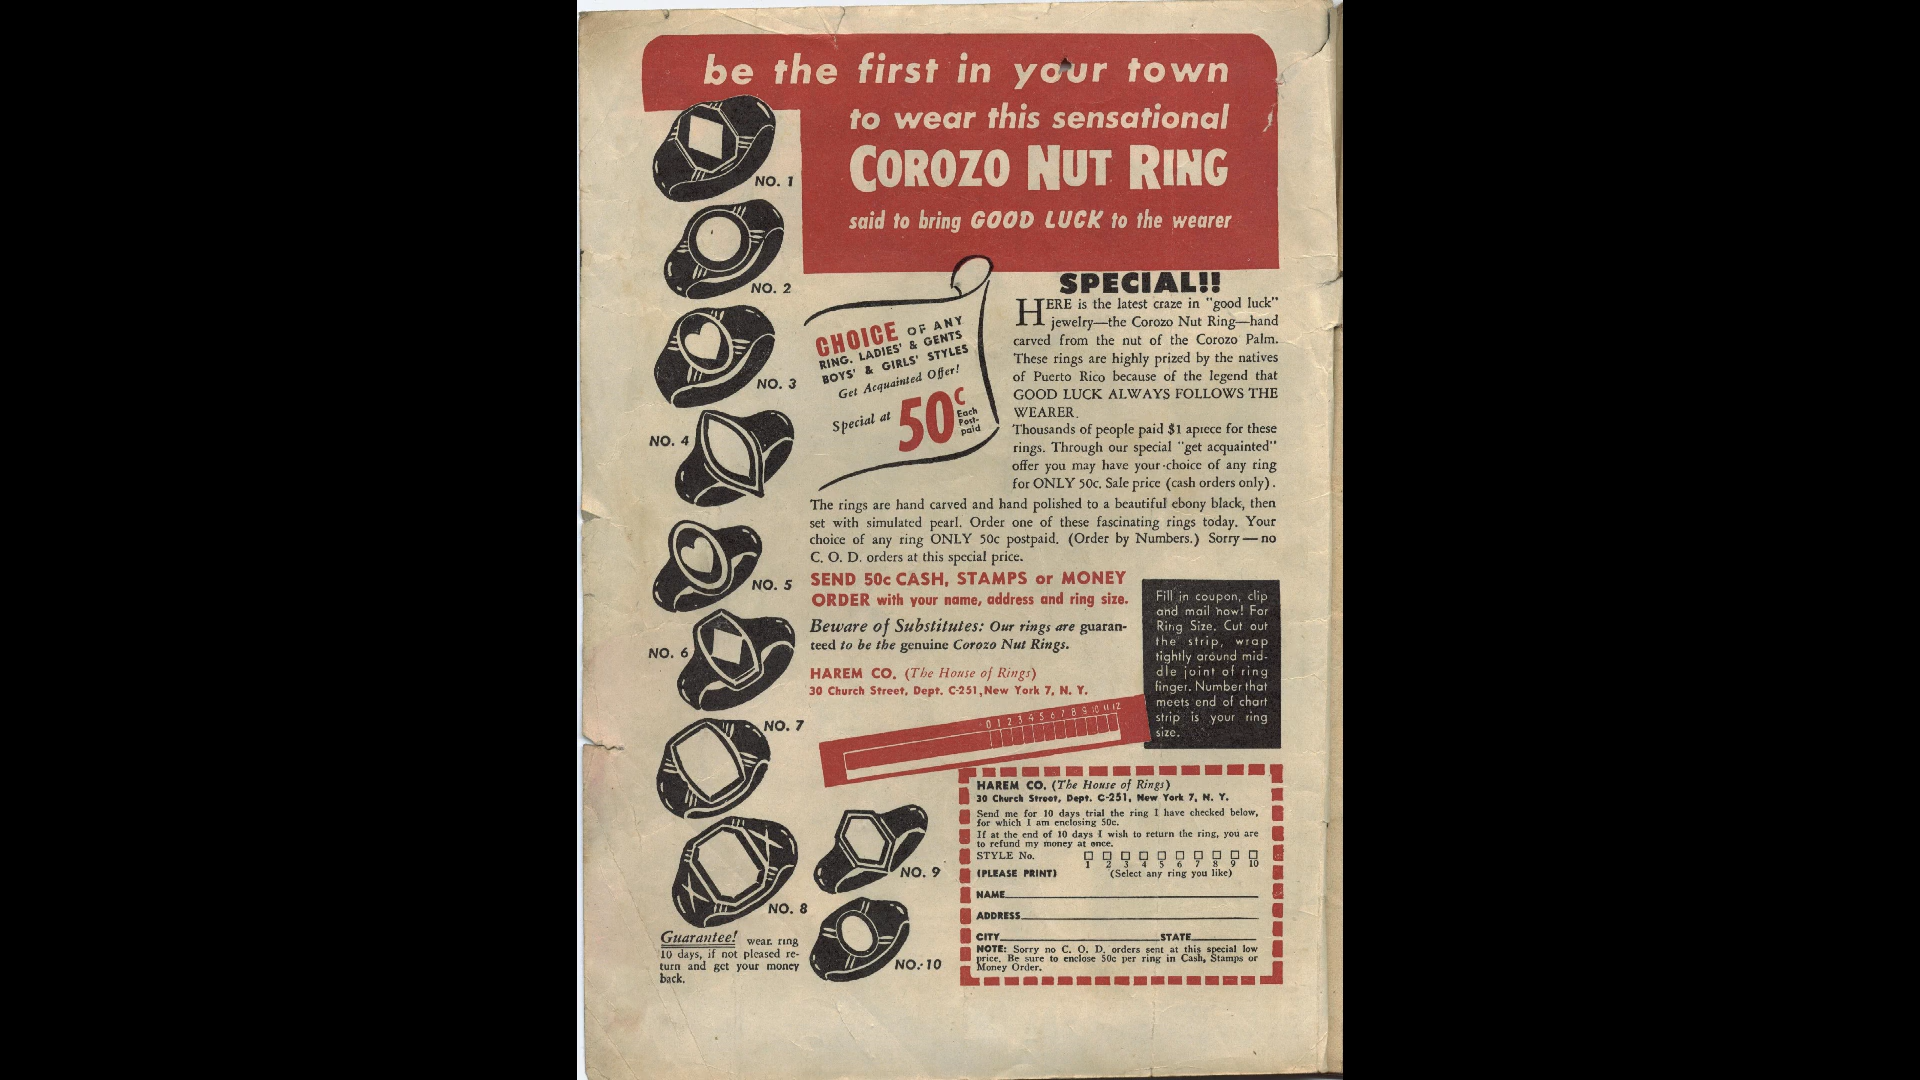 be the first in your town
to wear this sensational
COROZO NUT RING
said to bring GOOD LUCK to the wearer
NO. 1
NO. 2
NO. 3
NO. 4
NO. 5
NO. 6
NO. 7
NO. 8
NO. 9
NO. 10
CHOICE OF ANY
RING. LADIES' & GENTS
BOYS' & GIRLS' STYLES
Get Acquainted Offer!
Special at 50c Each Post-paid
SPECIAL!!
HERE is the latest craze in "good luck"
jewelry—the Corozo Nut Ring—hand
carved from the nut of the Corozo Palm.
These rings are highly prized by the natives
of Puerto Rico because of the legend that
GOOD LUCK ALWAYS FOLLOWS THE
WEARER.
Thousands of people paid $1 apiece for these
rings. Through our special "get acquainted"
offer you may have your choice of any ring
for ONLY 50c. Sale price (cash orders only).
The rings are hand carved and hand polished to a beautiful ebony black, then
set with simulated pearl. Order one of these fascinating rings today. Your
choice of any ring ONLY 50c postpaid. (Order by Numbers.) Sorry—no
C. O. D. orders at this special price.
SEND 50c CASH, STAMPS or MONEY
ORDER with your name, address and ring size.
Beware of Substitutes: Our rings are guaran-
teed to be the genuine Corozo Nut Rings.
HAREM CO. (The House of Rings)
30 Church Street, Dept. C-251, New York 7, N. Y.
Fill in coupon, clip
and mail now! For
Ring Size. Cut out
the strip, wrap
tightly around mid-
dle joint of ring
finger. Number that
meets end of chart
strip is your ring
size.
0 1 2 3 4 5 6 7 8 9 10 11 12
HAREM CO. (The House of Rings)
30 Church Street, Dept. C-251, New York 7, N. Y.
Send me for 10 days trial the ring I have checked below,
for which I am enclosing 50c.
If at the end of 10 days I wish to return the ring, you are
to refund my money at once.
STYLE No.
1 2 3 4 5 6 7 8 9 10
(PLEASE PRINT) (Select any ring you like)
NAME
ADDRESS
CITY STATE
NOTE: Sorry no C. O. D. orders sent at this special low
price. Be sure to enclose 50c per ring in Cash, Stamps or
Money Order.
Guarantee! wear ring
10 days, if not pleased re-
turn and get your money
back.